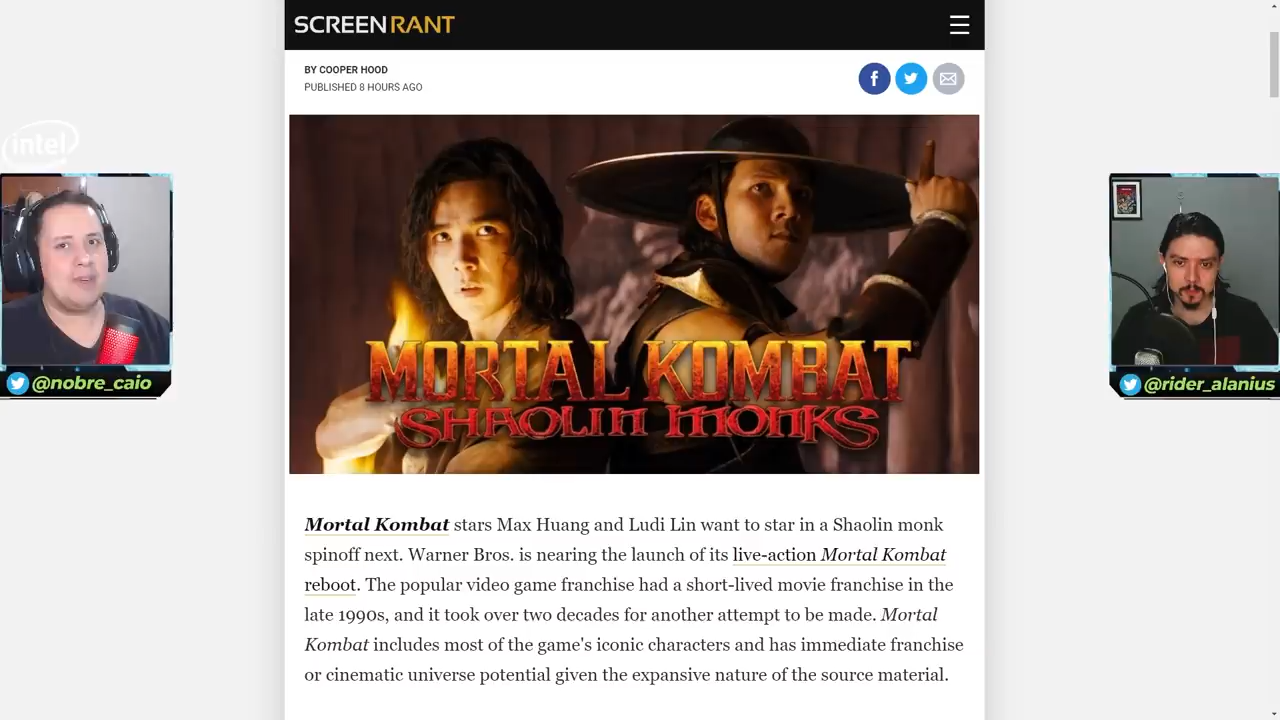 SCREENRANT
BY COOPER HOOD
PUBLISHED 8 HOURS AGO
intel
MORTAL KOMBAT
SHAOLIN MONKS
@nobre_caio
@rider_alanius
Mortal Kombat stars Max Huang and Ludi Lin want to star in a Shaolin monk
spinoff next. Warner Bros. is nearing the launch of its live-action Mortal Kombat
reboot. The popular video game franchise had a short-lived movie franchise in the
late 1990s, and it took over two decades for another attempt to be made. Mortal
Kombat includes most of the game's iconic characters and has immediate franchise
or cinematic universe potential given the expansive nature of the source material.